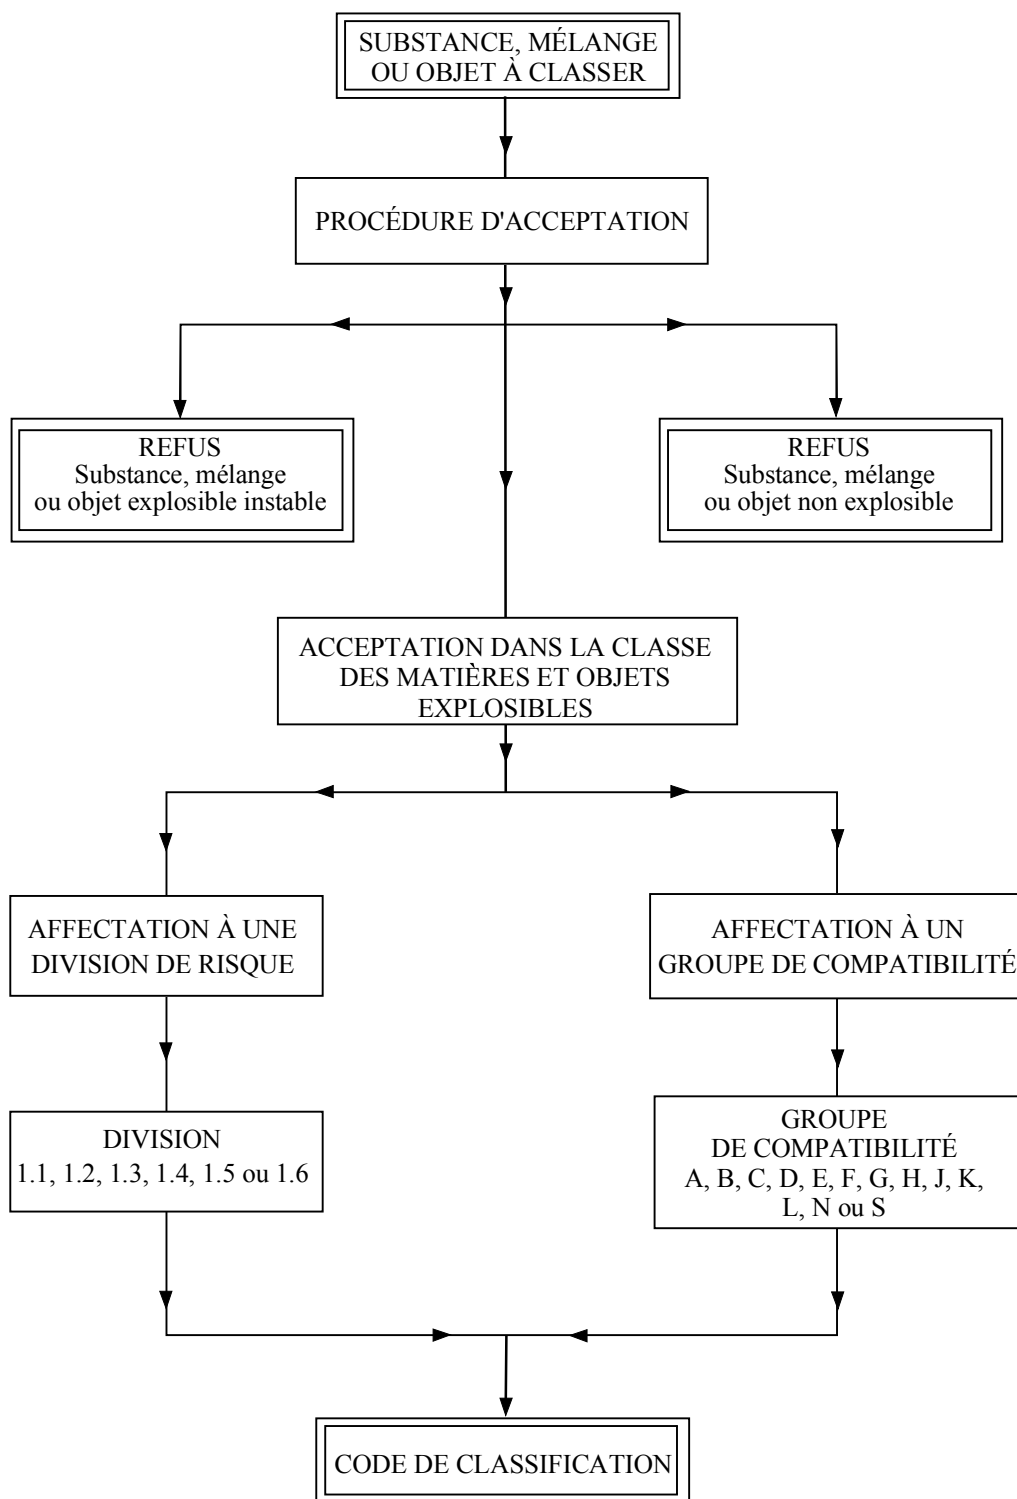 SUBSTANCE, MÉLANGE
OU OBJET À CLASSER
PROCÉDURE D'ACCEPTATION
REFUS
Substance, mélange
ou objet explosible instable
REFUS
Substance, mélange
ou objet non explosible
ACCEPTATION DANS LA CLASSE
DES MATIÈRES ET OBJETS
EXPLOSIBLES
AFFECTATION À UNE
DIVISION DE RISQUE
AFFECTATION À UN
GROUPE DE COMPATIBILITÉ
DIVISION
1.1, 1.2, 1.3, 1.4, 1.5 ou 1.6
GROUPE
DE COMPATIBILITÉ
A, B, C, D, E, F, G, H, J, K,
L, N ou S
CODE DE CLASSIFICATION